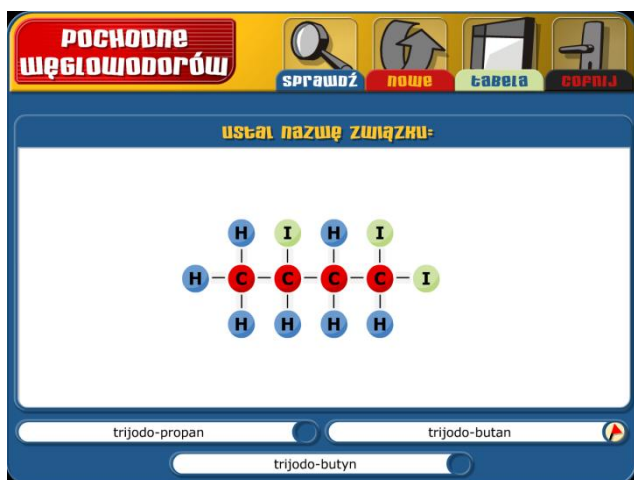 POCHODNE
WĘGLOWODORÓW
SPRAWDŹ
NOWE
TABELA
COFNIJ
USTAL NAZWĘ ZWIĄZKU:
H I H I
H C C C C I
H H H H
trijodo-propan
trijodo-butan
trijodo-butyn